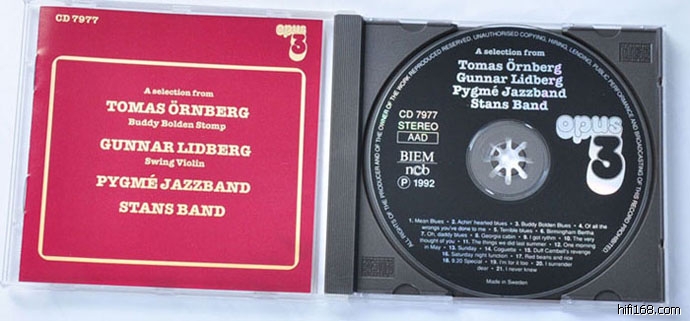 CD 7977
opus
3
A selection from
TOMAS ÖRNBERG
Buddy Bolden Stomp
GUNNAR LIDBERG
Swing Violin
PYGMÉ JAZZBAND
STANS BAND
ALL RIGHTS OF THE PRODUCER AND OF THE OWNER OF THE WORK REPRODUCED RESERVED. UNAUTHORISED COPYING, HIRING, LENDING, PUBLIC PERFORMANCE AND BROADCASTING OF THIS RECORD PROHIBITED
A selection from
Tomas Örnberg
Gunnar Lidberg
Pygmé Jazzband
Stans Band
CD 7977
STEREO
AAD
BIEM
ncb
Ⓟ 1992
opus
3
1. Mean Blues • 2. Achin' hearted blues • 3. Buddy Bolden Blues • 4. Of all the
wrongs you've done to me • 5. Terrible blues • 6. Birmingham Bertha
7. Oh, daddy blues • 8. Georgia cabin • 9. I got rythm • 10. The very
thought of you • 11. The things we did last summer • 12. One morning
in May • 13. Sunday • 14. Coquette • 15. Duff Cambell's revenge
16. Saturday night function • 17. Red beans and rice
18. 9.20 Special • 19. I'm for it too • 20. I surrender
dear • 21. I never knew
Made in Sweden
hifi168.com